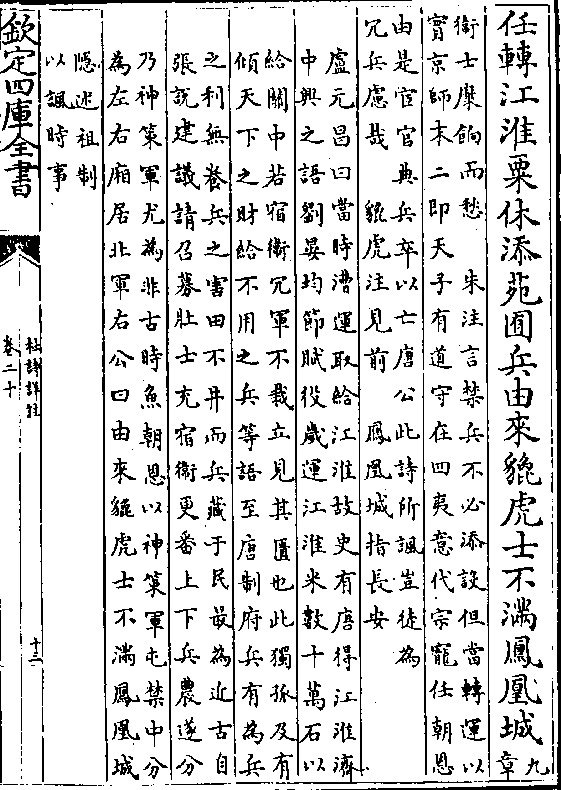 任轉江淮粟休添苑囿兵由來貔虎士不滿鳳凰城九章
衛士縻餉而愁 朱注言禁兵不必添設但當轉運以
實京師末二即天子有道守在四夷意代宗寵任朝恩
由是宦官典兵卒以亡唐公此詩所諷豈徒為
冗兵慮哉 貔虎注見前 鳳凰城指長安
盧元昌曰當時漕運取給江淮故史有唐得江淮濟
中興之語劉晏均節賦役歲運江淮米數十萬石以
給關中若宿衛冗軍不裁立見其匱也此獨孤及有
傾天下之財給不用之兵等語至唐制府兵有為兵
之利無養兵之害田不井而兵藏于民最為近古自
張説建議請召募壯士充宿衛更番上下兵農遂分
乃神策軍尤為非古時魚朝恩以神策軍屯禁中分
為左右廂居北軍右公曰由來貔虎士不滿鳳凰城
隱述祖制
以諷時事
欽定四庫全書
杜詩詳註
卷二十
十三